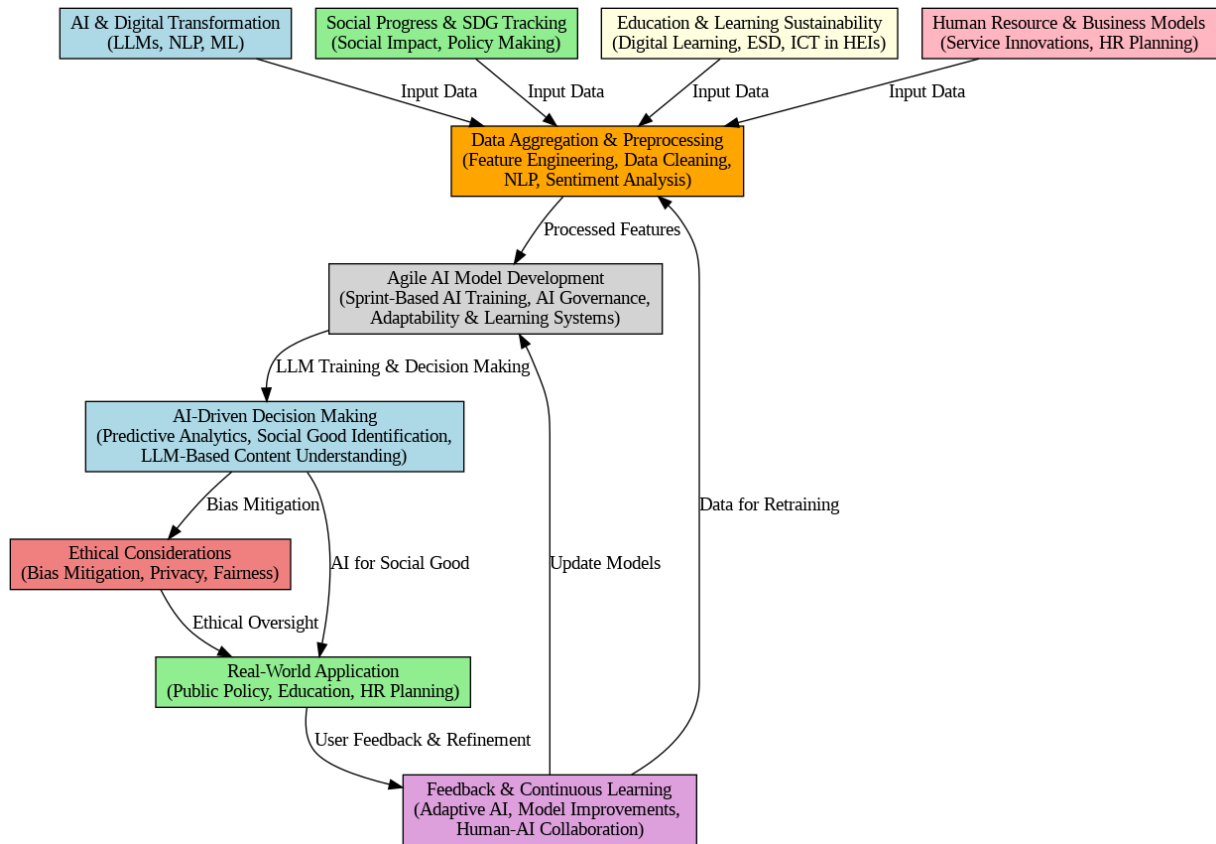 AI & Digital Transformation
(LLMs, NLP, ML)
Social Progress & SDG Tracking
(Social Impact, Policy Making)
Education & Learning Sustainability
(Digital Learning, ESD, ICT in HEIs)
Human Resource & Business Models
(Service Innovations, HR Planning)
Input Data
Input Data
Input Data
Input Data
Data Aggregation & Preprocessing
(Feature Engineering, Data Cleaning,
NLP, Sentiment Analysis)
Processed Features
Agile AI Model Development
(Sprint-Based AI Training, AI Governance,
Adaptability & Learning Systems)
LLM Training & Decision Making
AI-Driven Decision Making
(Predictive Analytics, Social Good Identification,
LLM-Based Content Understanding)
Bias Mitigation
Data for Retraining
Ethical Considerations
(Bias Mitigation, Privacy, Fairness)
AI for Social Good
Update Models
Ethical Oversight
Real-World Application
(Public Policy, Education, HR Planning)
User Feedback & Refinement
Feedback & Continuous Learning
(Adaptive AI, Model Improvements,
Human-AI Collaboration)